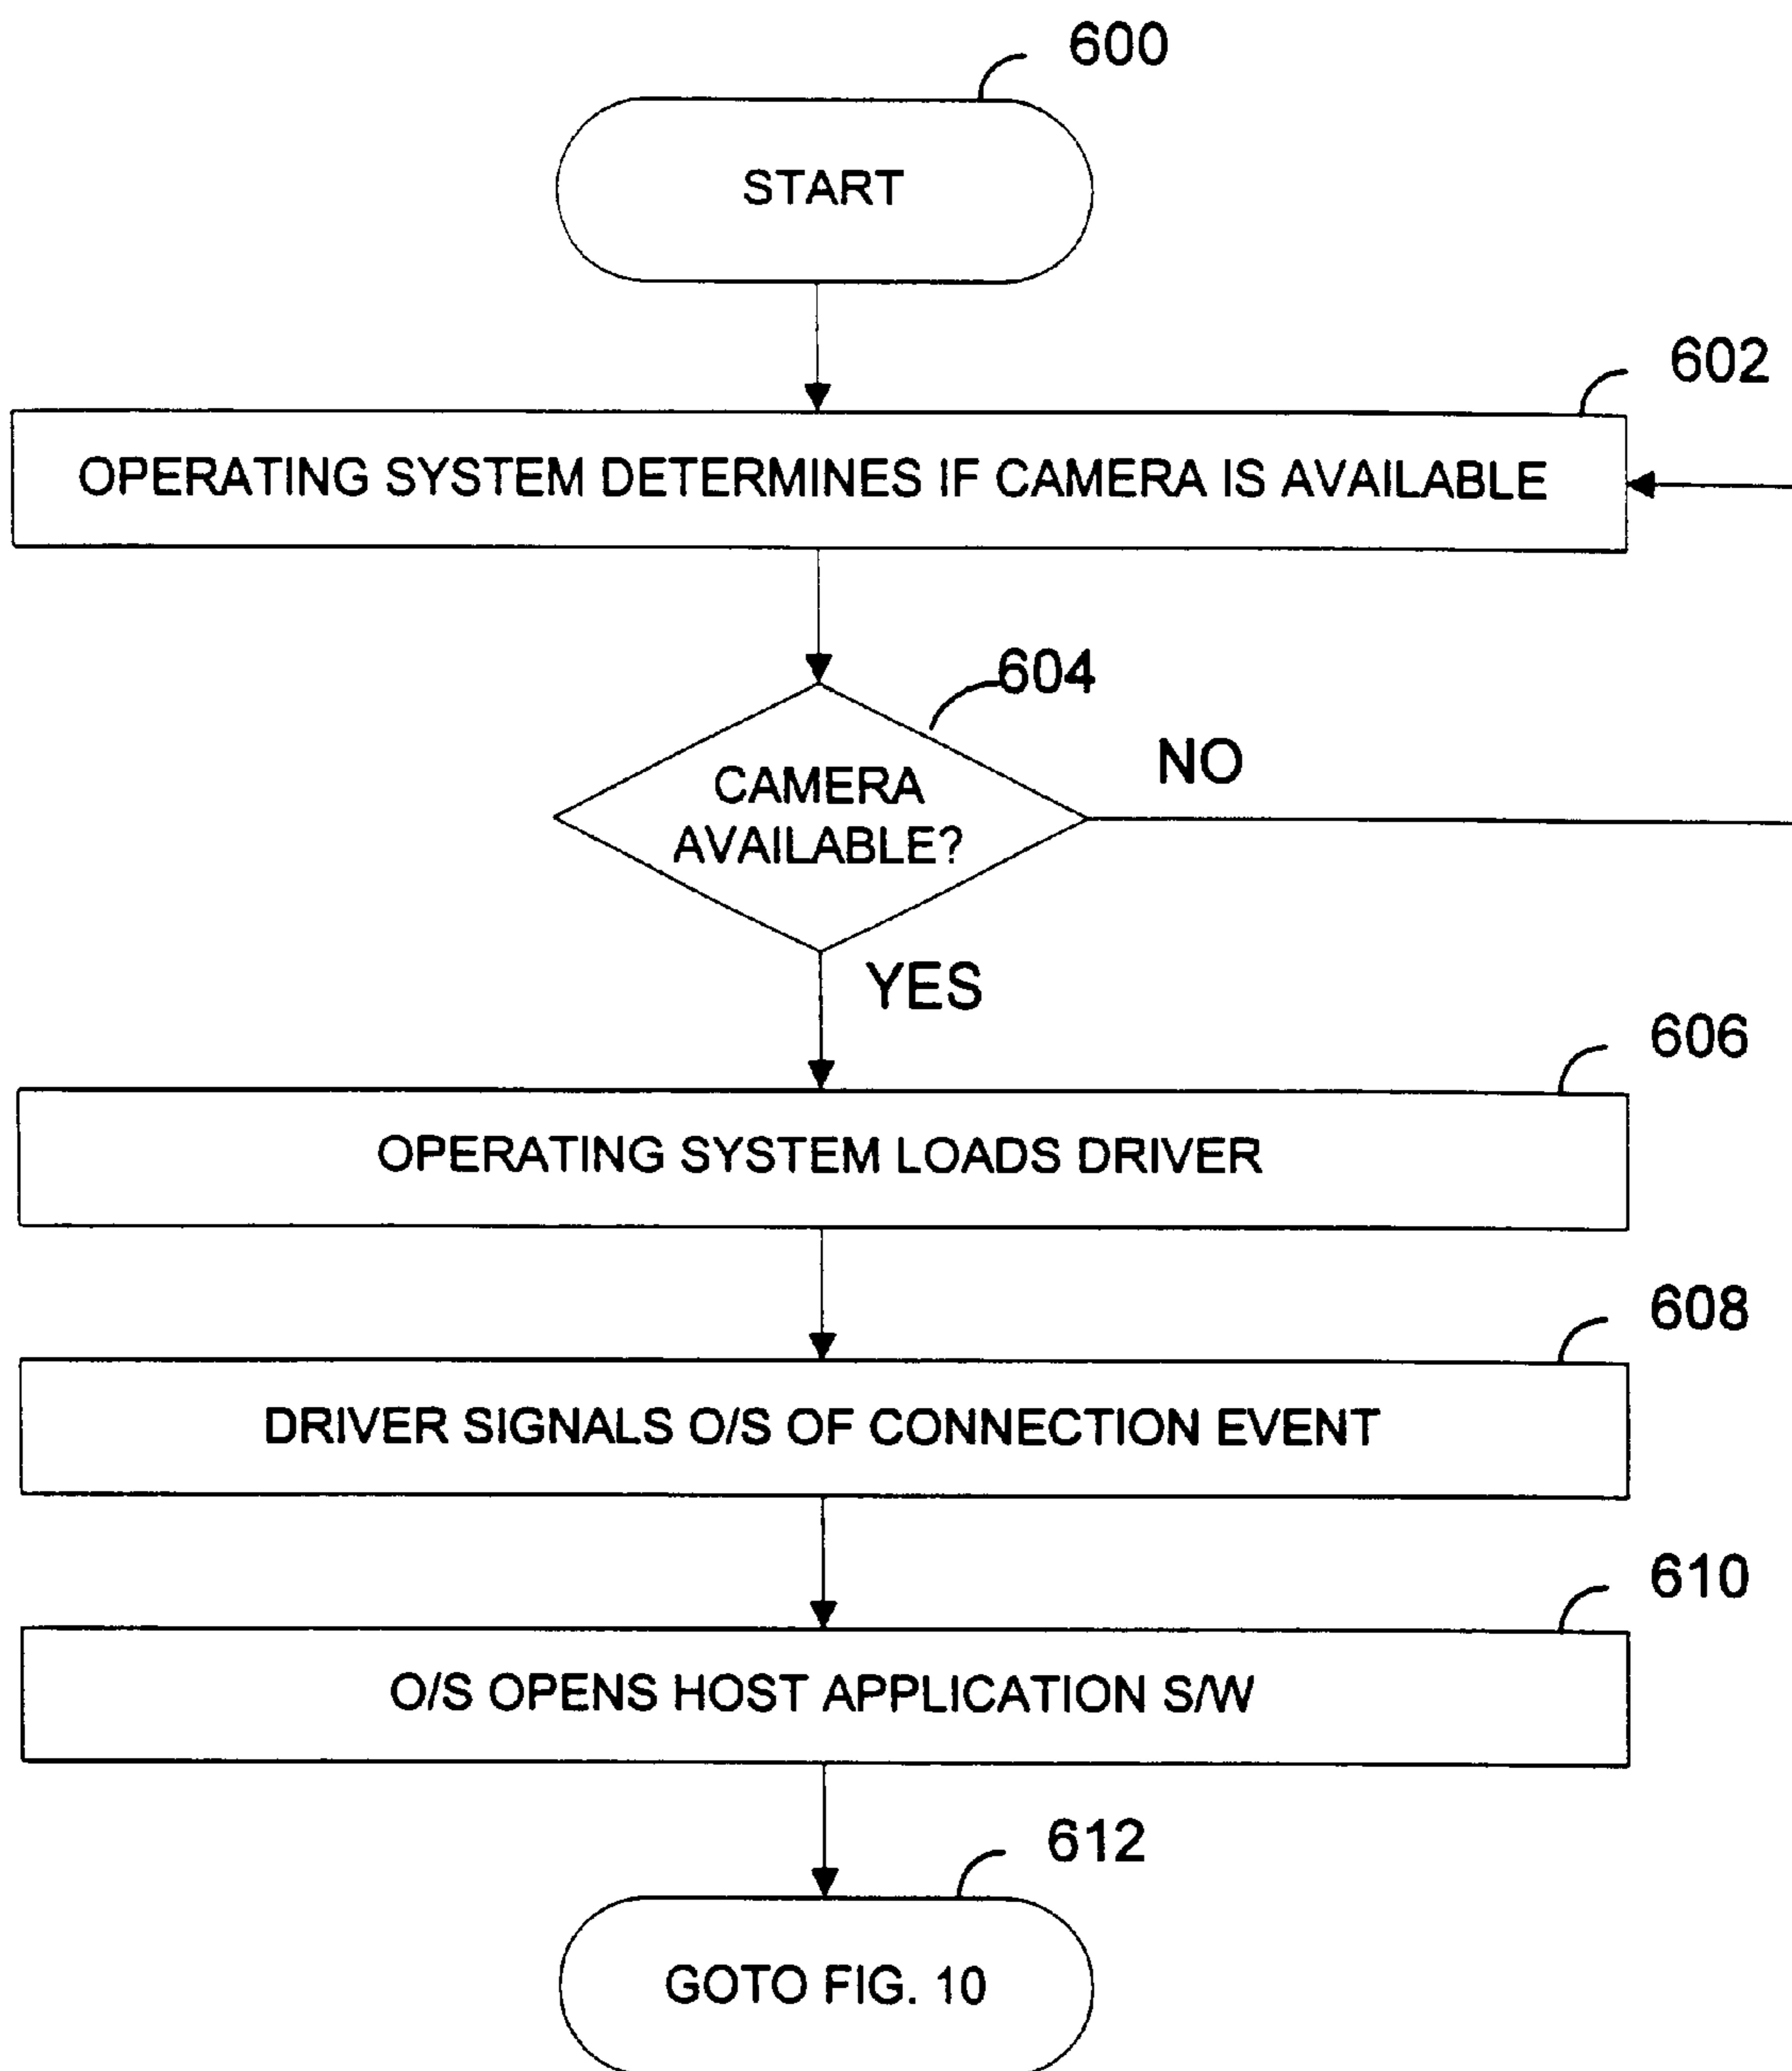 600
START
602
OPERATING SYSTEM DETERMINES IF CAMERA IS AVAILABLE
604
CAMERA
AVAILABLE?
NO
YES
606
OPERATING SYSTEM LOADS DRIVER
608
DRIVER SIGNALS O/S OF CONNECTION EVENT
610
O/S OPENS HOST APPLICATION S/W
612
GOTO FIG. 10